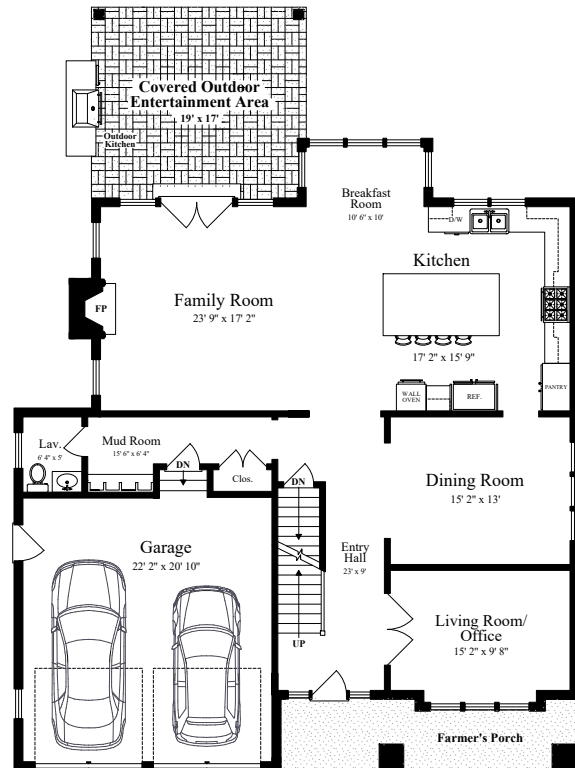 Covered Outdoor
Entertainment Area
19' x 17'
Outdoor
Kitchen
Breakfast
Room
10' 6" x 10'
D/W
Kitchen
17' 2" x 15' 9"
Family Room
23' 9" x 17' 2"
FP
WALL
OVEN
REF.
PANTRY
Lav.
6' 4" x 5'
Mud Room
15' 6" x 6' 4"
DN
Clos.
DN
Dining Room
15' 2" x 13'
Garage
22' 2" x 20' 10"
Entry
Hall
23' x 9'
UP
Living Room/
Office
15' 2" x 9' 8"
Farmer's Porch